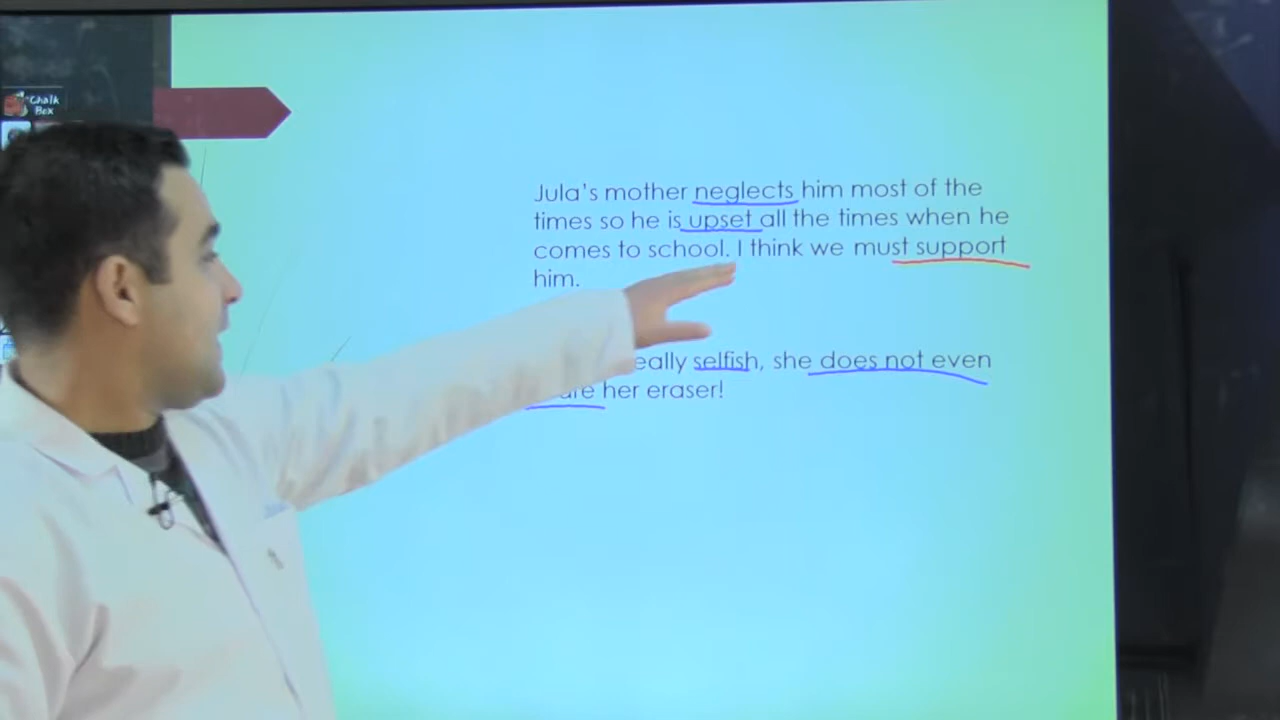 Chalk
Box
Jula's mother neglects him most of the
times so he is upset all the times when he
comes to school. I think we must support
him.
selfish, she does not even
her eraser!